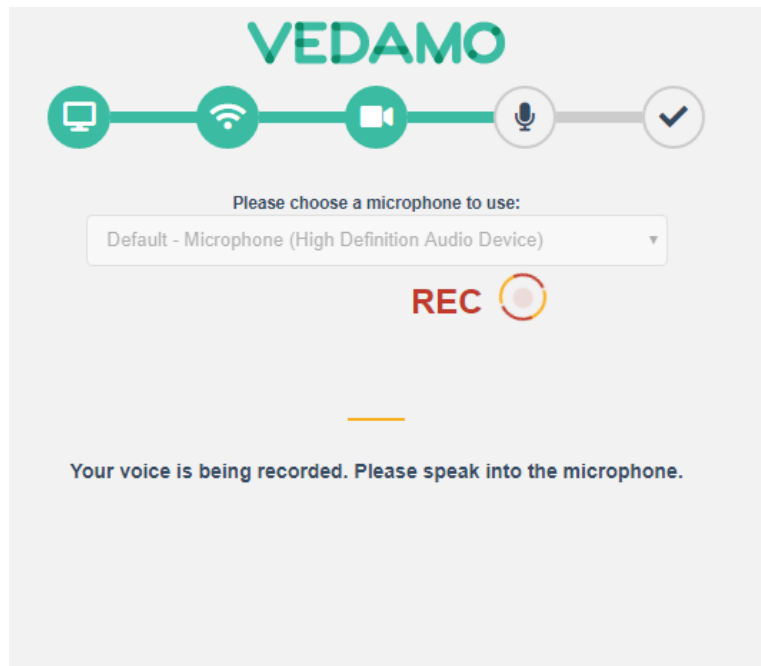 VEDAMO
Please choose a microphone to use:
Default - Microphone (High Definition Audio Device)
REC
Your voice is being recorded. Please speak into the microphone.